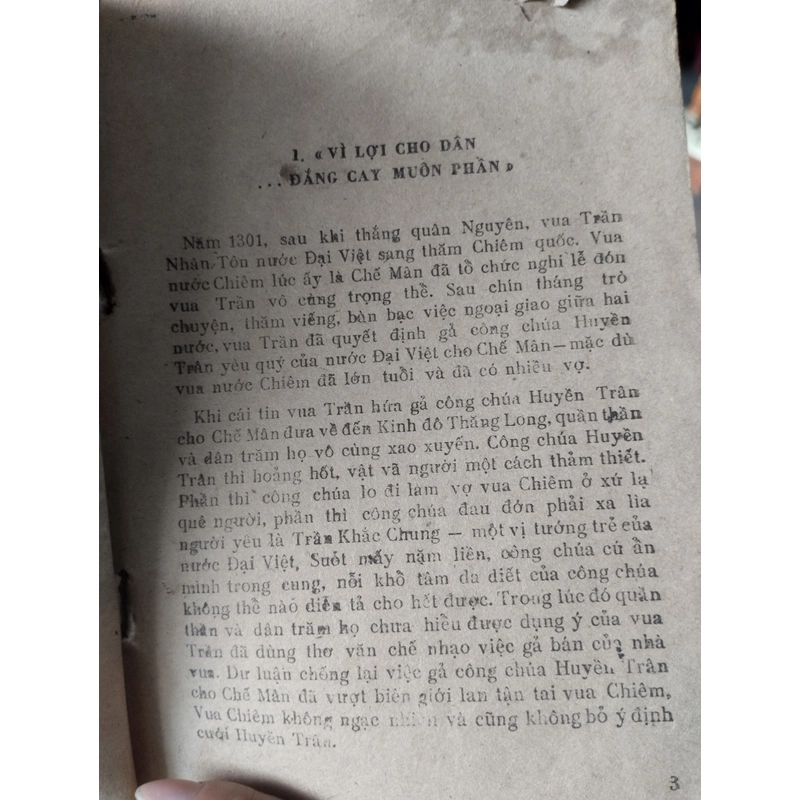 1. « VÌ LỢI CHO DÂN
... ĐẮNG CAY MUÔN PHẦN »
Năm 1301, sau khi thắng quân Nguyên, vua Trần
Nhân Tôn nước Đại Việt sang thăm Chiêm quốc. Vua
nước Chiêm lúc ấy là Chế Màn đã tổ chức nghi lễ đón
vua Trần vô cùng trọng thể. Sau chín tháng trò
chuyện, thăm viếng, bàn bạc việc ngoại giao giữa hai
nước, vua Trần đã quyết định gả công chúa Huyền
Trân yêu quý của nước Đại Việt cho Chế Mân — mặc dù
vua nước Chiêm đã lớn tuổi và đã có nhiều vợ.
Khi cái tin vua Trần hứa gả công chúa Huyền Trân
cho Chế Mân đưa về đến Kinh đô Thăng Long, quần thần
và dân trăm họ vô cùng xao xuyến. Công chúa Huyền
Trân thì hoảng hốt, vật vã người một cách thảm thiết.
Phần thì công chúa lo đi làm vợ vua Chiêm ở xứ lạ
quê người, phần thì công chúa đau đớn phải xa lìa
người yêu là Trần Khắc Chung — một vị tướng trẻ của
nước Đại Việt, Suốt mấy năm liền, công chúa cứ ẩn
mình trong cung, nỗi khổ tâm da diết của công chúa
không thể nào diễn tả cho hết được. Trong lúc đó quần
thần và dân trăm họ chưa hiểu được dụng ý của vua
Trần đã dùng thơ văn chế nhạo việc gả bán của nhà
vua. Dư luận chống lại việc gả công chúa Huyền Trân
cho Chế Mân đã vượt biên giới lan tận tai vua Chiêm,
Vua Chiêm không ngạc nhiên và cũng không bỏ ý định
cưới Huyền Trân.
3